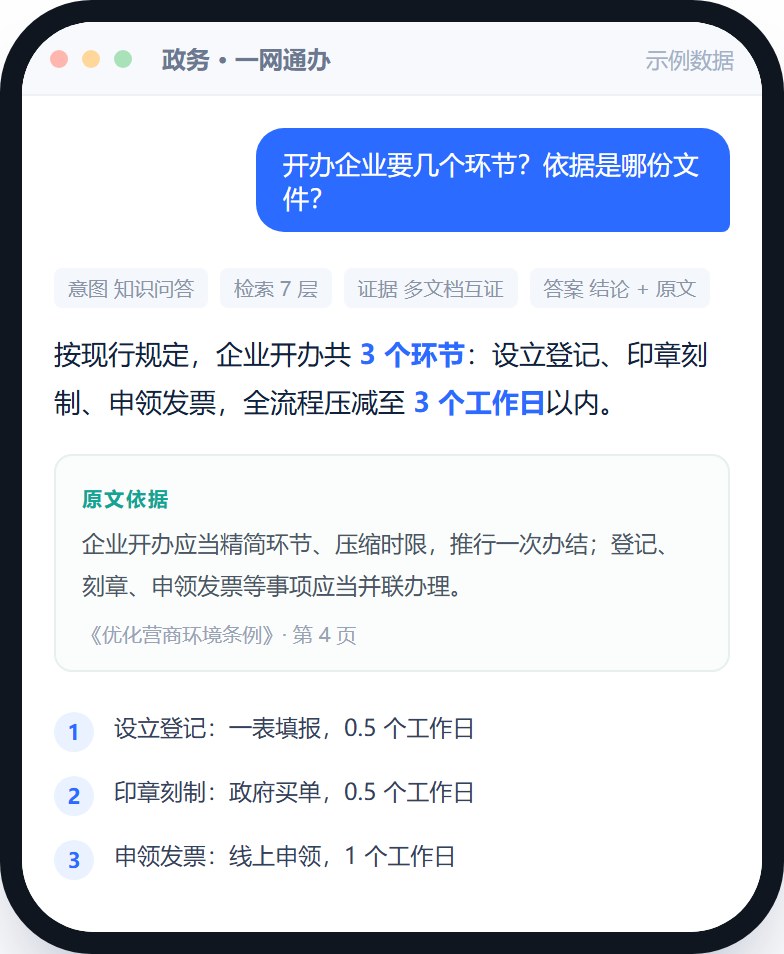 政务・一网通办
示例数据
开办企业要几个环节？依据是哪份文
件？
意图 知识问答
检索 7 层
证据 多文档互证
答案 结论 + 原文
按现行规定，企业开办共 3 个环节：设立登记、印章刻
制、申领发票，全流程压减至 3 个工作日以内。
原文依据
企业开办应当精简环节、压缩时限，推行一次办结；登记、
刻章、申领发票等事项应当并联办理。
《优化营商环境条例》· 第 4 页
1 设立登记：一表填报，0.5 个工作日
2 印章刻制：政府买单，0.5 个工作日
3 申领发票：线上申领，1 个工作日